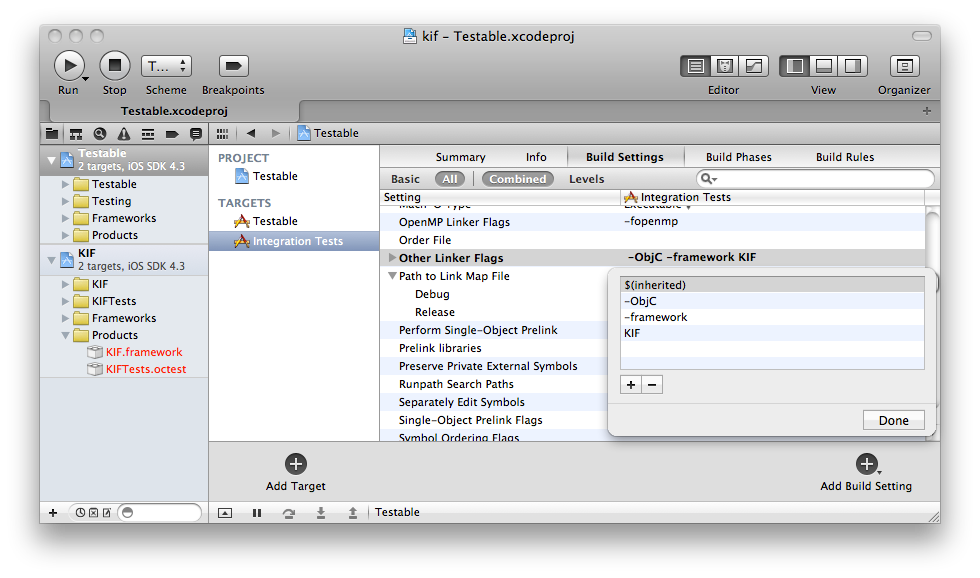 kif – Testable.xcodeproj
T...
Run Stop Scheme Breakpoints Editor View Organizer
Testable.xcodeproj
Testable
Testable
2 targets, iOS SDK 4.3
Testable
Testing
Frameworks
Products
KIF
2 targets, iOS SDK 4.3
KIF
KIFTests
Frameworks
Products
KIF.framework
KIFTests.octest
PROJECT
Testable
TARGETS
Testable
Integration Tests
Summary Info Build Settings Build Phases Build Rules
Basic All Combined Levels
Setting Integration Tests
Mach-O Type Executable
OpenMP Linker Flags -fopenmp
Order File
Other Linker Flags -ObjC -framework KIF
Path to Link Map File
Debug
Release
Perform Single-Object Prelink
Prelink libraries
Preserve Private External Symbols
Runpath Search Paths
Separately Edit Symbols
Single-Object Prelink Flags
Symbol Ordering Flags
$(inherited)
-ObjC
-framework
KIF
+ −
Done
Add Target Add Build Setting
Testable